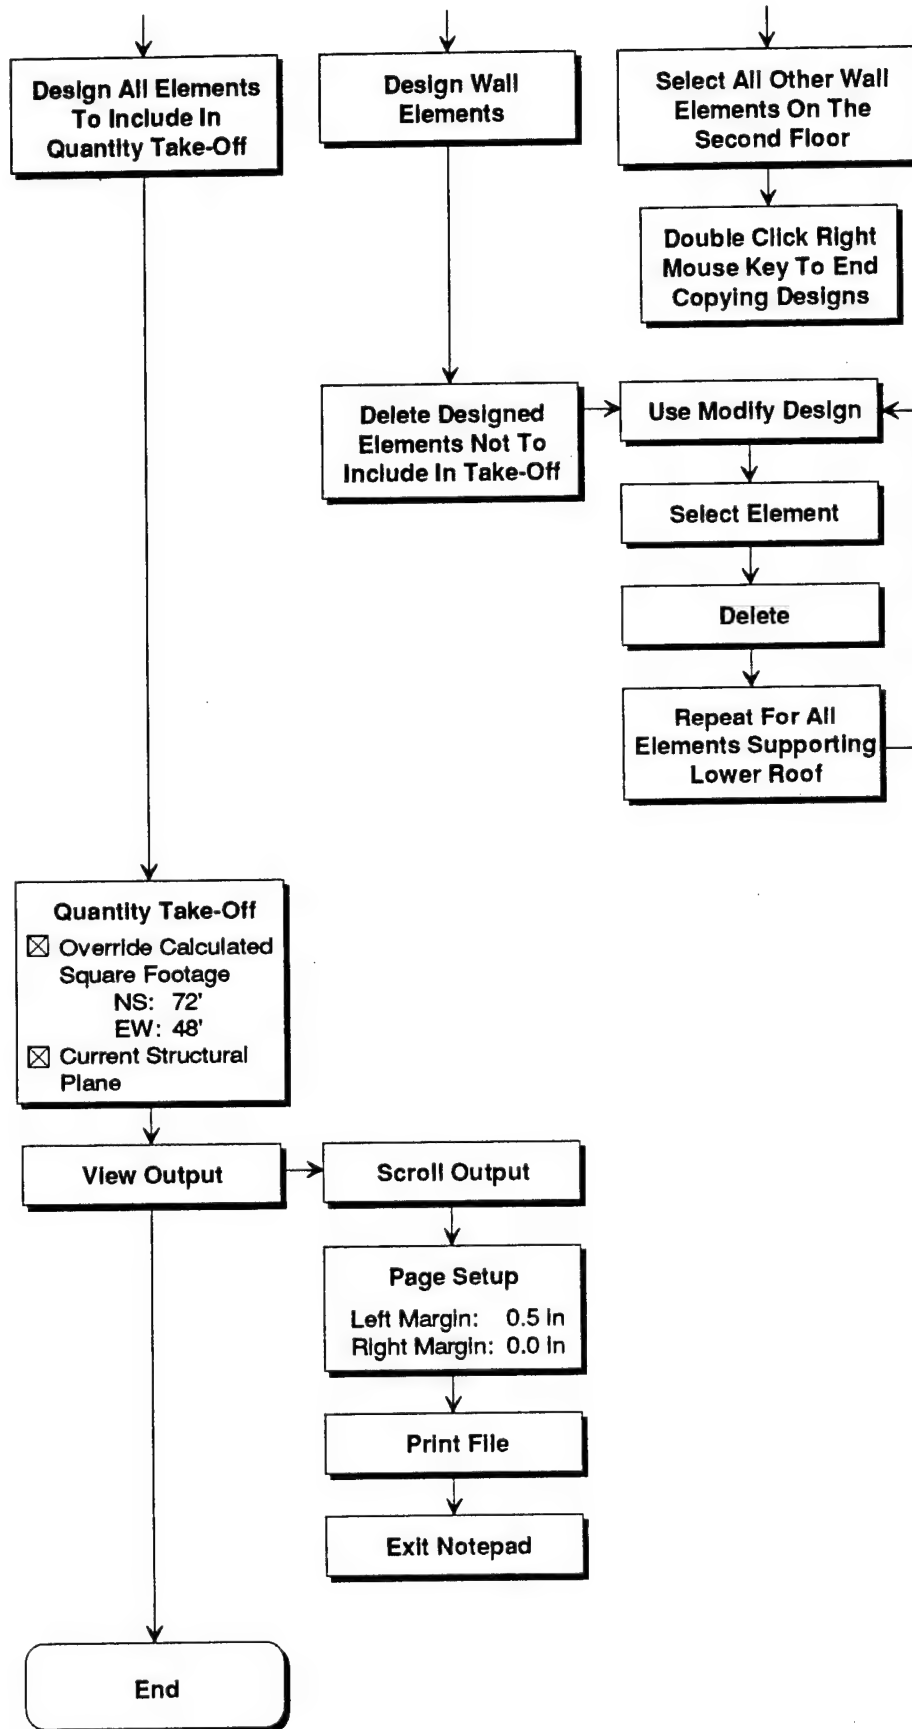 Design All Elements
To Include In
Quantity Take-Off
Design Wall
Elements
Select All Other Wall
Elements On The
Second Floor
Double Click Right
Mouse Key To End
Copying Designs
Delete Designed
Elements Not To
Include In Take-Off
Use Modify Design
Select Element
Delete
Repeat For All
Elements Supporting
Lower Roof
Quantity Take-Off
☒ Override Calculated
Square Footage
NS: 72'
EW: 48'
☒ Current Structural
Plane
View Output
Scroll Output
Page Setup
Left Margin: 0.5 in
Right Margin: 0.0 in
Print File
Exit Notepad
End